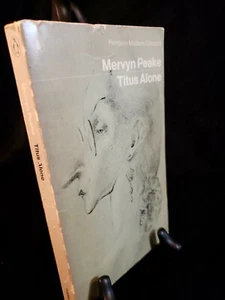 Penguin Modern Classics
Mervyn Peake
Titus Alone
Titus Alone